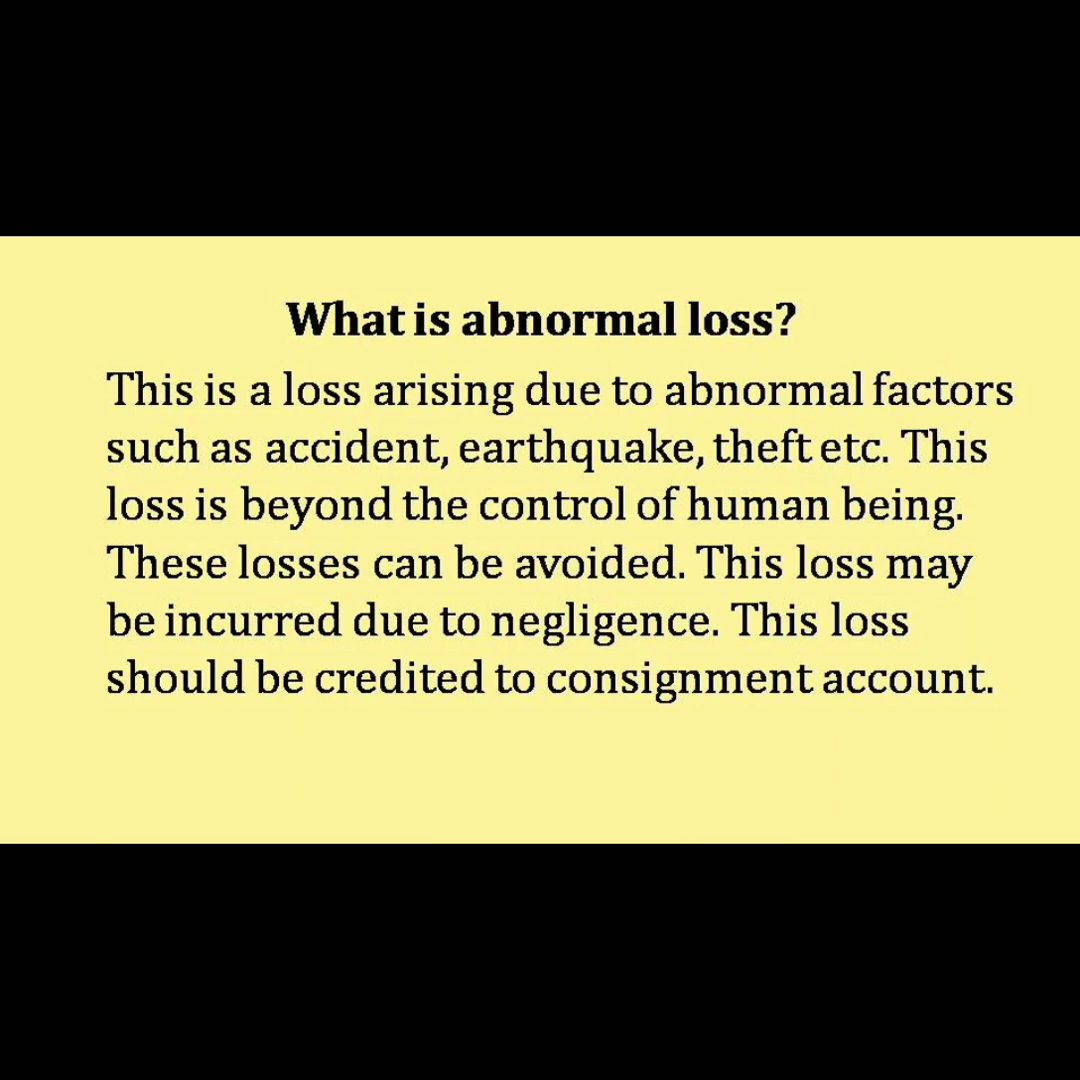 What is abnormal loss?
This is a loss arising due to abnormal factors
such as accident, earthquake, theft etc. This
loss is beyond the control of human being.
These losses can be avoided. This loss may
be incurred due to negligence. This loss
should be credited to consignment account.